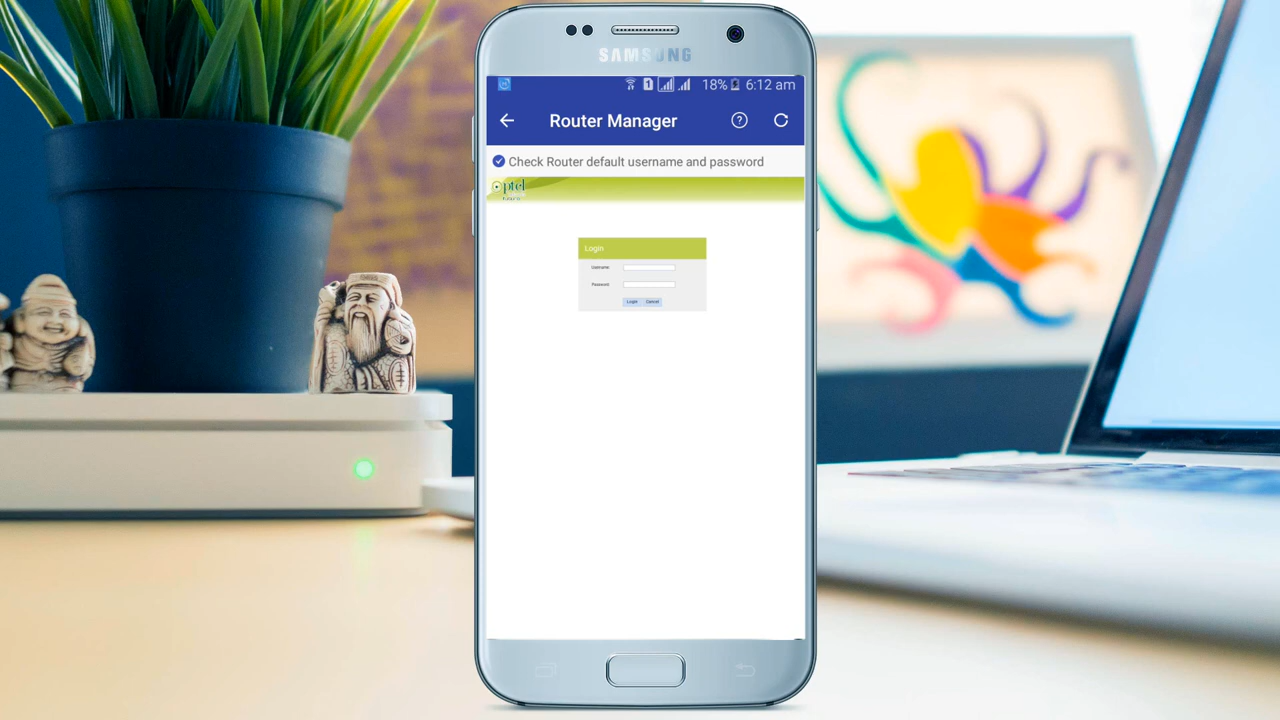 SAMSUNG
1 18% 6:12 am
Router Manager
Check Router default username and password
ptcl
Login
Username:
Password:
Login Cancel